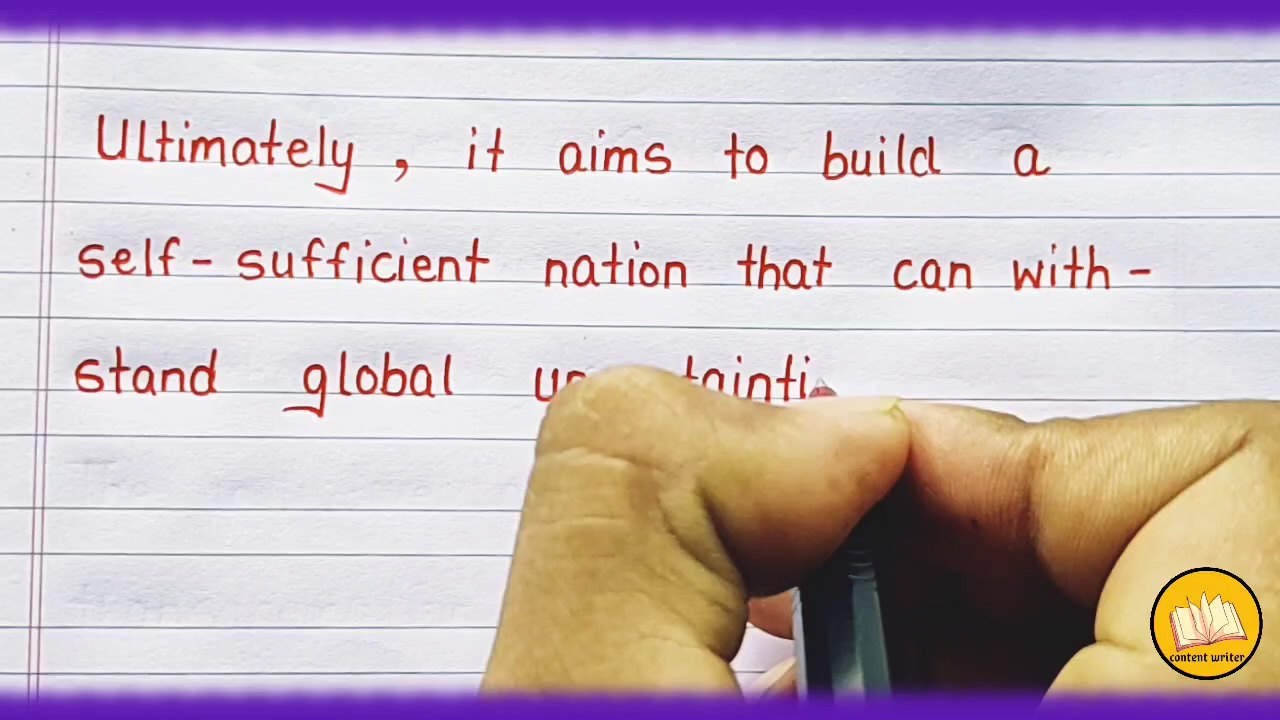 Ultimately, it aims to build a
self-sufficient nation that can with-
stand global
content writer